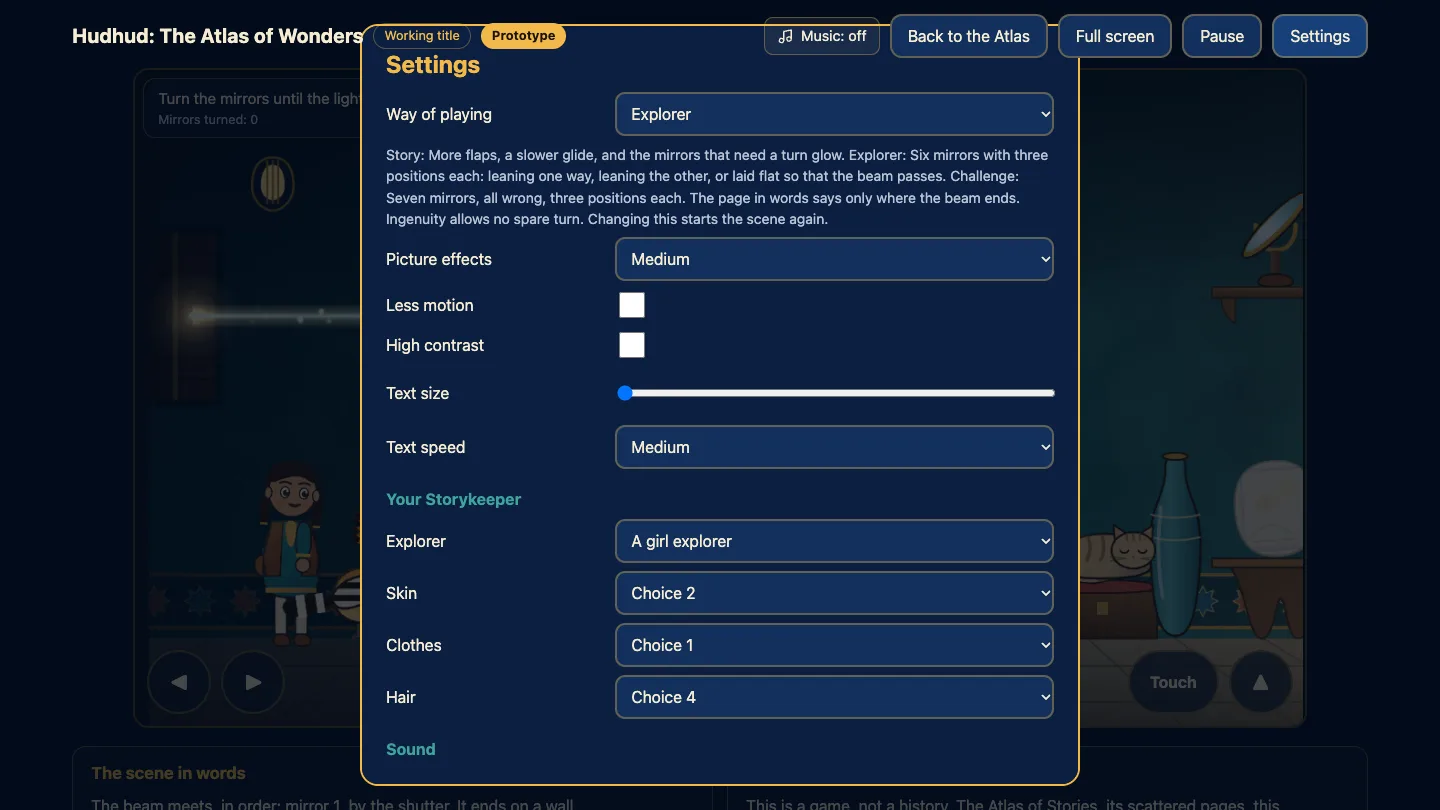 Hudhud: The Atlas of Wonders
Working title
Prototype
Music: off
Back to the Atlas
Full screen
Pause
Settings
Settings
Turn the mirrors until the light
Mirrors turned: 0
Way of playing
Explorer
Story: More flaps, a slower glide, and the mirrors that need a turn glow. Explorer: Six mirrors with three
positions each: leaning one way, leaning the other, or laid flat so that the beam passes. Challenge:
Seven mirrors, all wrong, three positions each. The page in words says only where the beam ends.
Ingenuity allows no spare turn. Changing this starts the scene again.
Picture effects
Medium
Less motion
High contrast
Text size
Text speed
Medium
Your Storykeeper
Explorer
A girl explorer
Skin
Choice 2
Clothes
Choice 1
Hair
Choice 4
Sound
Touch
The scene in words
The beam meets, in order: mirror 1, by the shutter. It ends on a wall
This is a game, not a history. The Atlas of Stories, its scattered pages, this